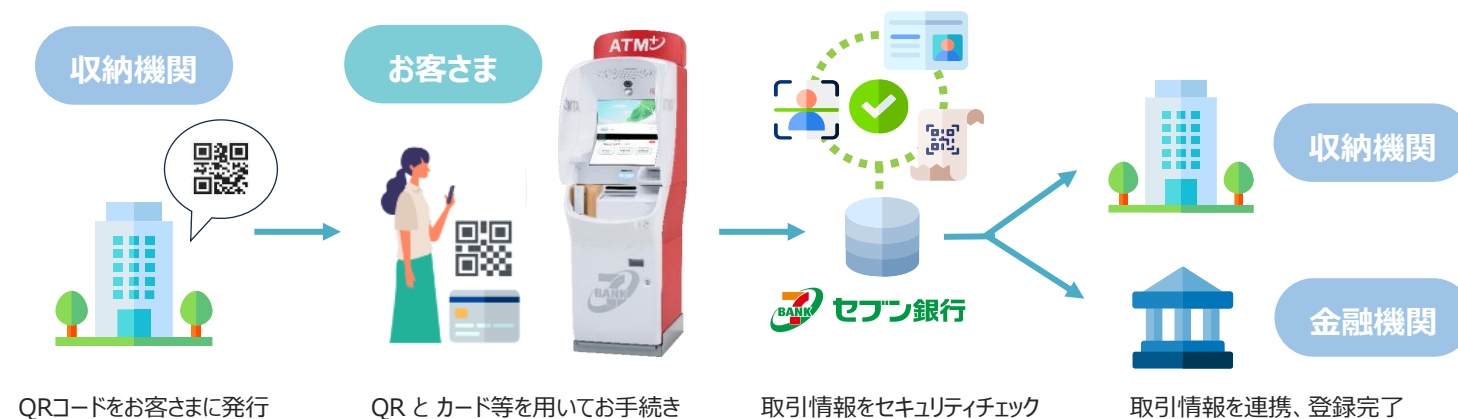 収納機関
お客さま
ATM+
BANK
7
BANK
セブン銀行
収納機関
金融機関
QRコードをお客さまに発行
QR と カード等を用いてお手続き
取引情報をセキュリティチェック
取引情報を連携、登録完了